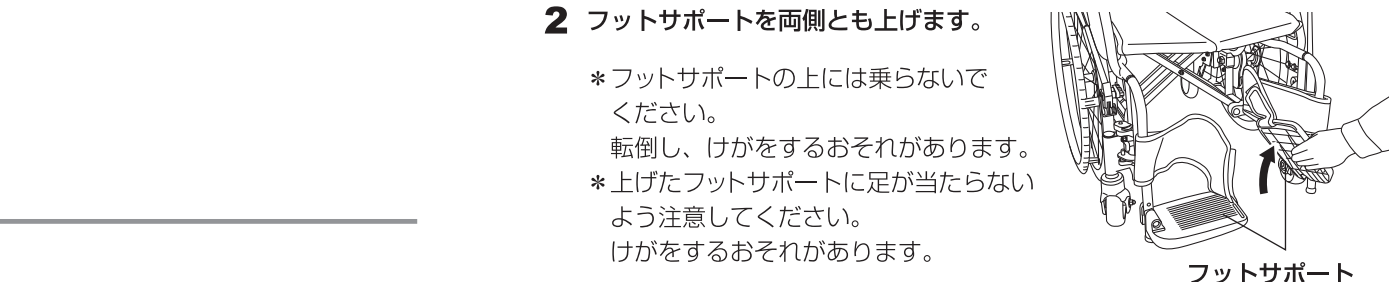 2 フットサポートを両側とも上げます。
＊フットサポートの上には乗らないで
ください。
転倒し、けがをするおそれがあります。
＊上げたフットサポートに足が当たらない
よう注意してください。
けがをするおそれがあります。
フットサポート